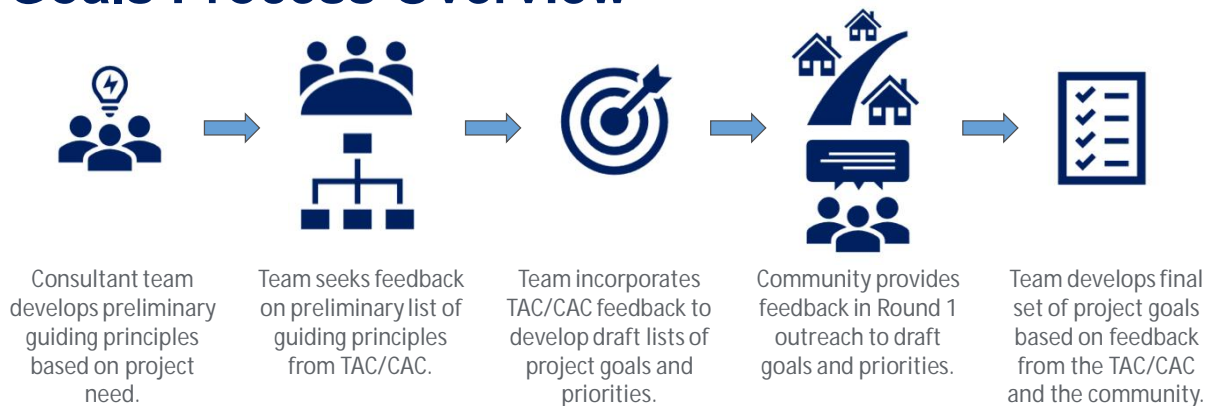 Goals Process Overview
Consultant team
develops preliminary
guiding principles
based on project
need.
Team seeks feedback
on preliminary list of
guiding principles
from TAC/CAC.
Team incorporates
TAC/CAC feedback to
develop draft lists of
project goals and
priorities.
Community provides
feedback in Round 1
outreach to draft
goals and priorities.
Team develops final
set of project goals
based on feedback
from the TAC/CAC
and the community.